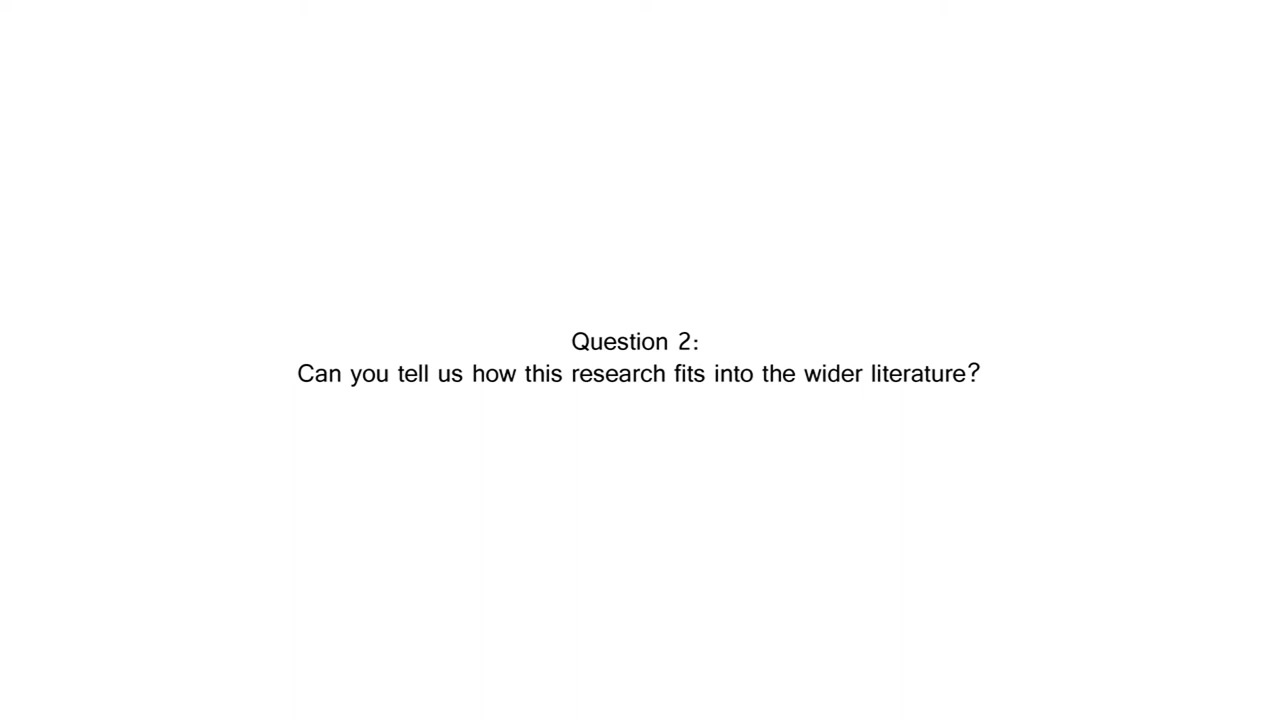 Question 2:
Can you tell us how this research fits into the wider literature?